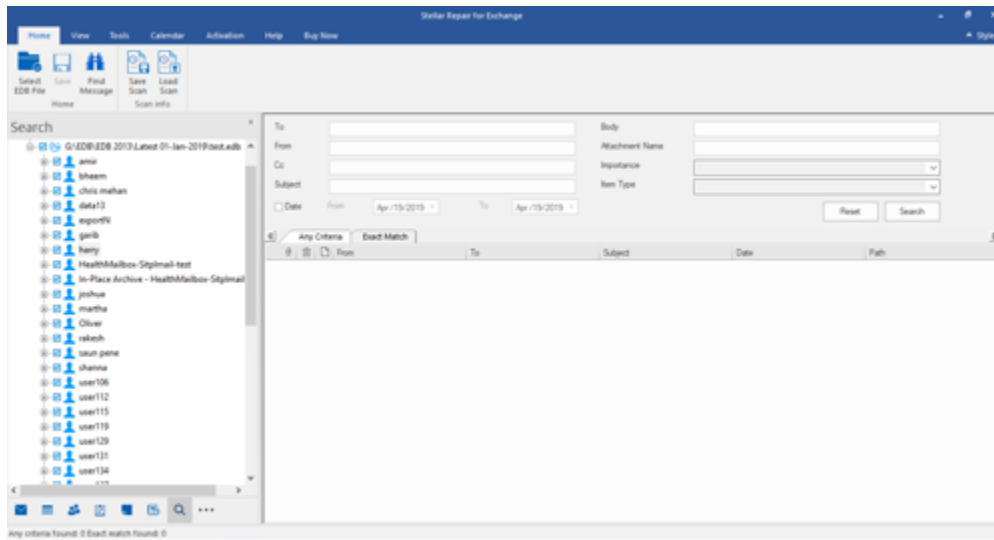 Stellar Repair for Exchange
Home View Tools Calendar Activation Help Buy Now
Style
Select EDB File
Save
Find Message
Save Scan
Load Scan
Home
Scan info
Search
G:\EDB\EDB 2013\Latest 01-Jan-2019\test.edb
amir
bheem
chris mehan
data13
garib
harry
HealthMailbox-Sitplmail-test
In-Place Archive - HealthMailbox-Sitplmail
joshua
martha
Oliver
rakesh
saun pene
shanna
user106
user112
user115
user119
user129
user131
user134
To
From
Cc
Subject
Date From Apr/19/2019 To Apr/19/2019
Body
Attachment Name
Importance
Item Type
Reset Search
Any Criteria Exact Match
From To Subject Date Path
Any criteria found: 0 Exact match found: 0